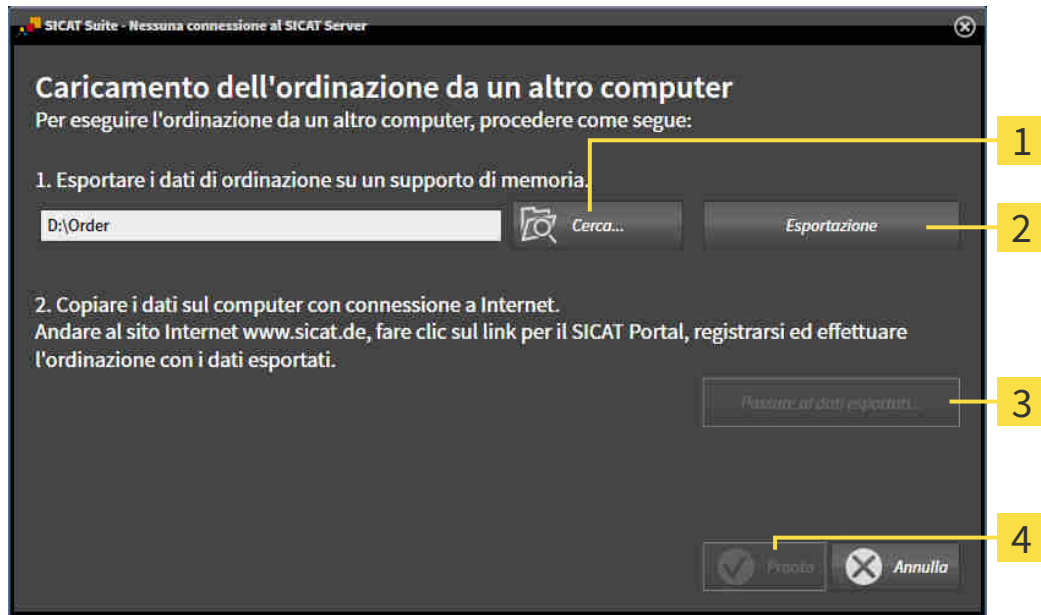 SICAT Suite - Nessuna connessione al SICAT Server
Caricamento dell'ordinazione da un altro computer
Per eseguire l'ordinazione da un altro computer, procedere come segue:
1
1. Esportare i dati di ordinazione su un supporto di memoria.
D:\Order
Cerca...
Esportazione
2
2. Copiare i dati sul computer con connessione a Internet.
Andare al sito Internet www.sicat.de, fare clic sul link per il SICAT Portal, registrarsi ed effettuare
l'ordinazione con i dati esportati.
Passare ai dati esportati...
3
4
Pronto
Annulla